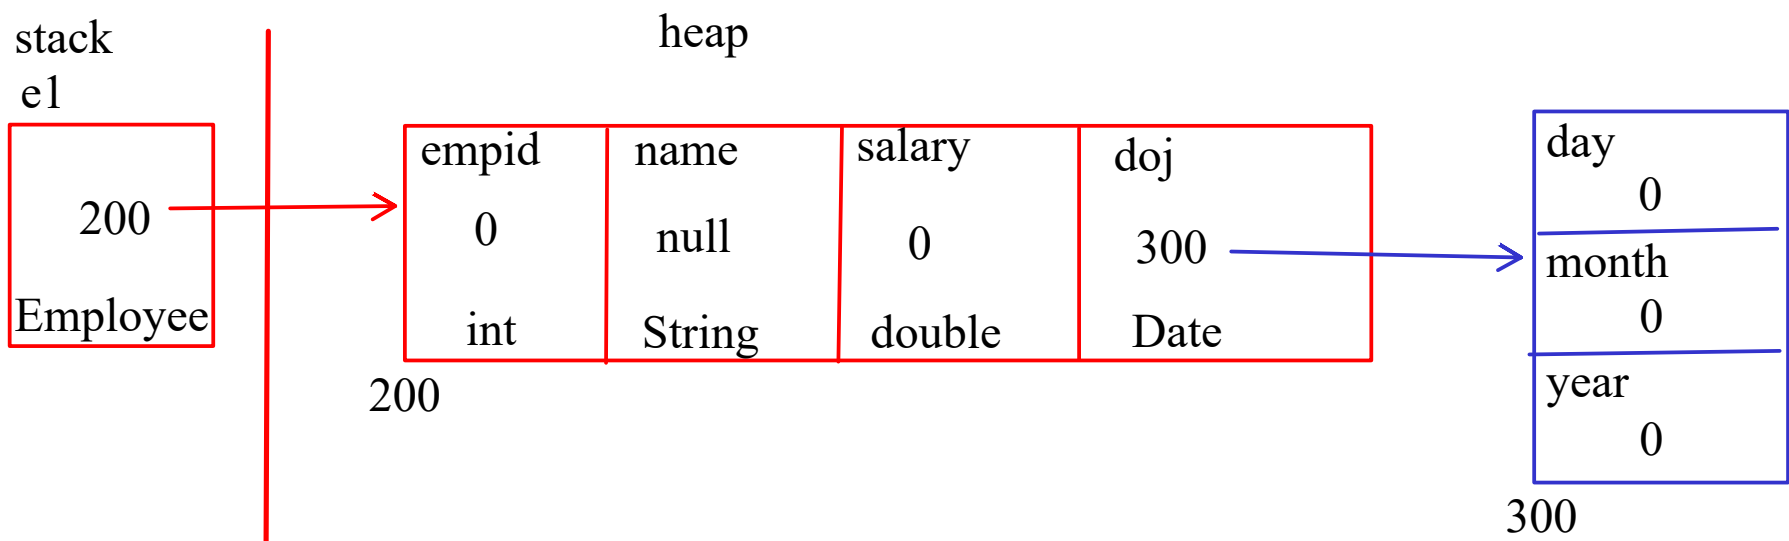 stack
e1
200
Employee
heap
empid
0
int
name
null
String
salary
0
double
doj
300
Date
200
day
0
month
0
year
0
300